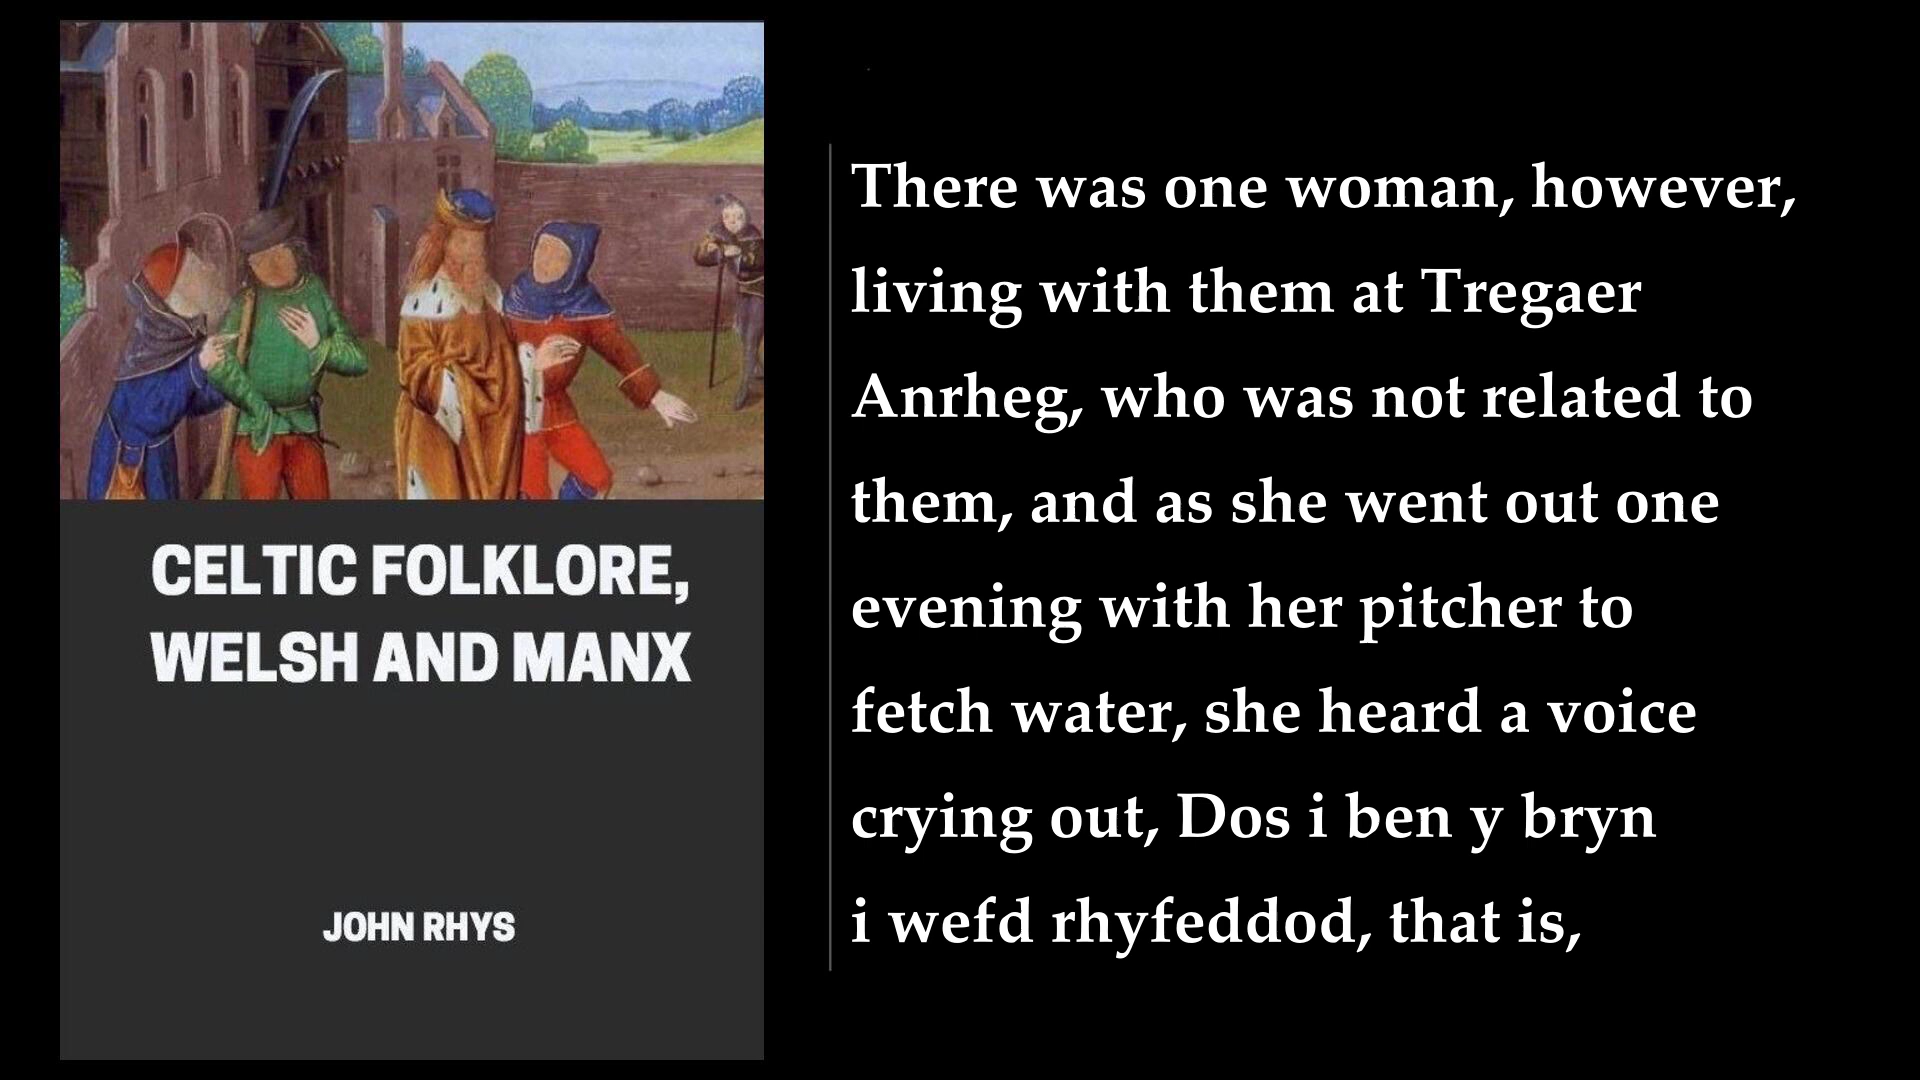 CELTIC FOLKLORE,
WELSH AND MANX
JOHN RHYS
There was one woman, however,
living with them at Tregaer
Anrheg, who was not related to
them, and as she went out one
evening with her pitcher to
fetch water, she heard a voice
crying out, Dos i ben y bryn
i wefd rhyfeddod, that is,